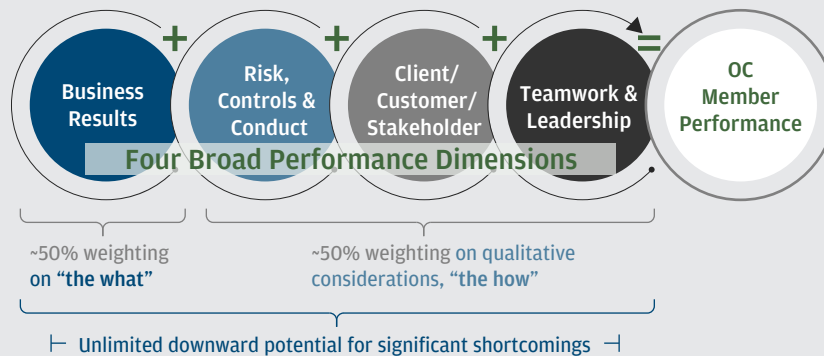 +
+
+
=
Business
Results
Risk,
Controls &
Conduct
Client/
Customer/
Stakeholder
Teamwork &
Leadership
OC
Member
Performance
Four Broad Performance Dimensions
~50% weighting
on “the what”
~50% weighting on qualitative
considerations, “the how”
Unlimited downward potential for significant shortcomings